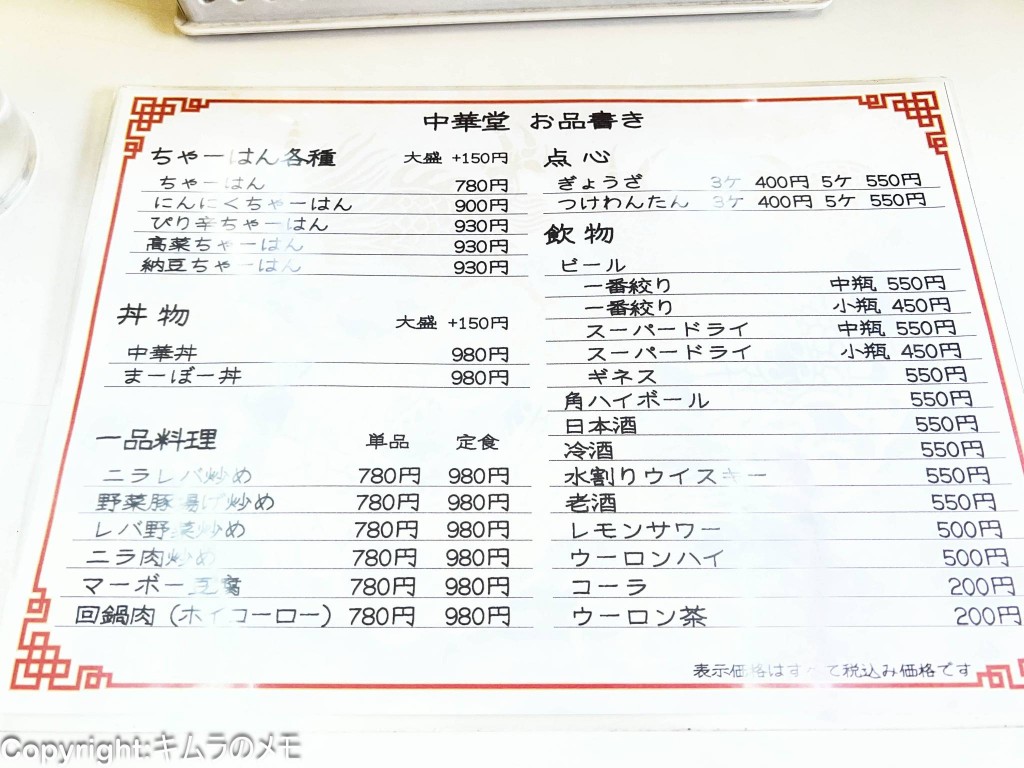 中華堂 お品書き
ちゃーはん各種 大盛 +150円
ちゃーはん 780円
にんにくちゃーはん 900円
ぴり辛ちゃーはん 930円
高菜ちゃーはん 930円
納豆ちゃーはん 930円
丼物 大盛 +150円
中華丼 980円
まーぼー丼 980円
一品料理 単品 定食
ニラレバ炒め 780円 980円
野菜豚揚げ炒め 780円 980円
レバ野菜炒め 780円 980円
ニラ肉炒め 780円 980円
マーボー豆腐 780円 980円
回鍋肉(ホイコーロー) 780円 980円
点心
ぎょうざ 3ケ 400円 5ケ 550円
つけわんたん 3ケ 400円 5ケ 550円
飲物
ビール
一番絞り 中瓶 550円
一番絞り 小瓶 450円
スーパードライ 中瓶 550円
スーパードライ 小瓶 450円
ギネス 550円
角ハイボール 550円
日本酒 550円
冷酒 550円
水割りウイスキー 550円
老酒 550円
レモンサワー 500円
ウーロンハイ 500円
コーラ 200円
ウーロン茶 200円
表示価格はすべて税込み価格です
Copyright:キムラのメモ